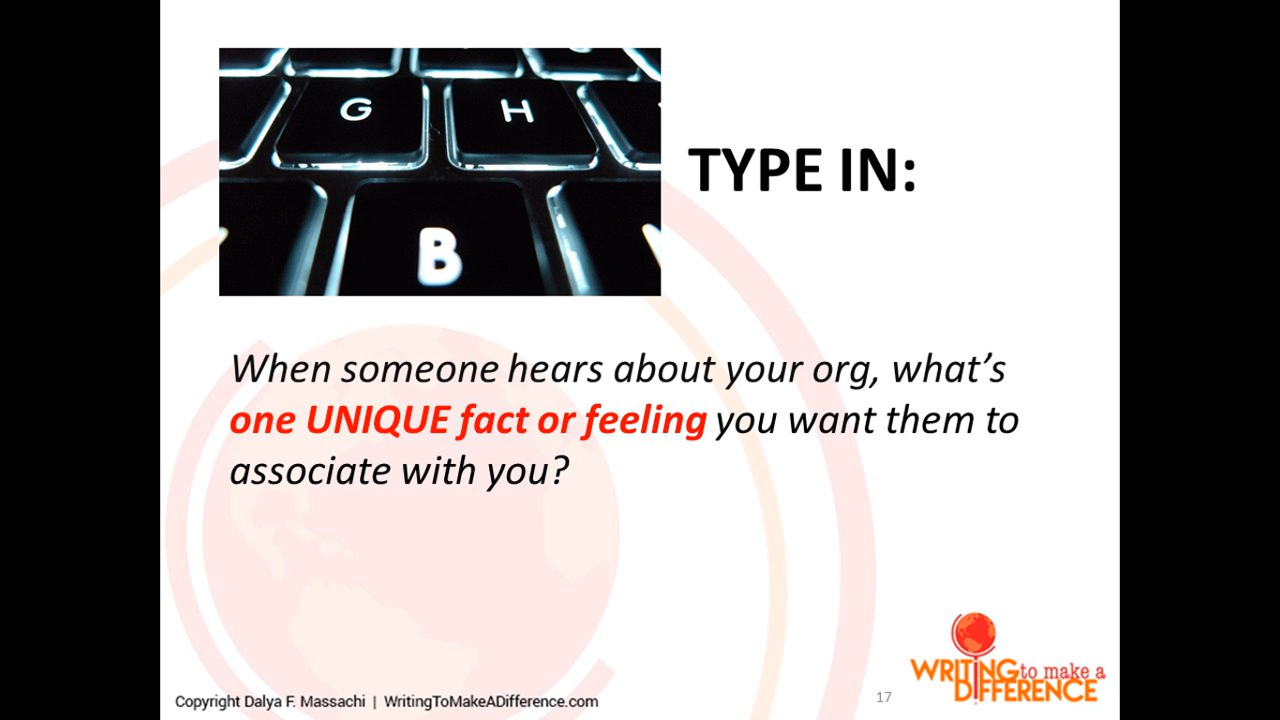 G H
B
TYPE IN:
When someone hears about your org, what’s
one UNIQUE fact or feeling you want them to
associate with you?
WRITING to make a
DIFFERENCE
Copyright Dalya F. Massachi | WritingToMakeADifference.com
17